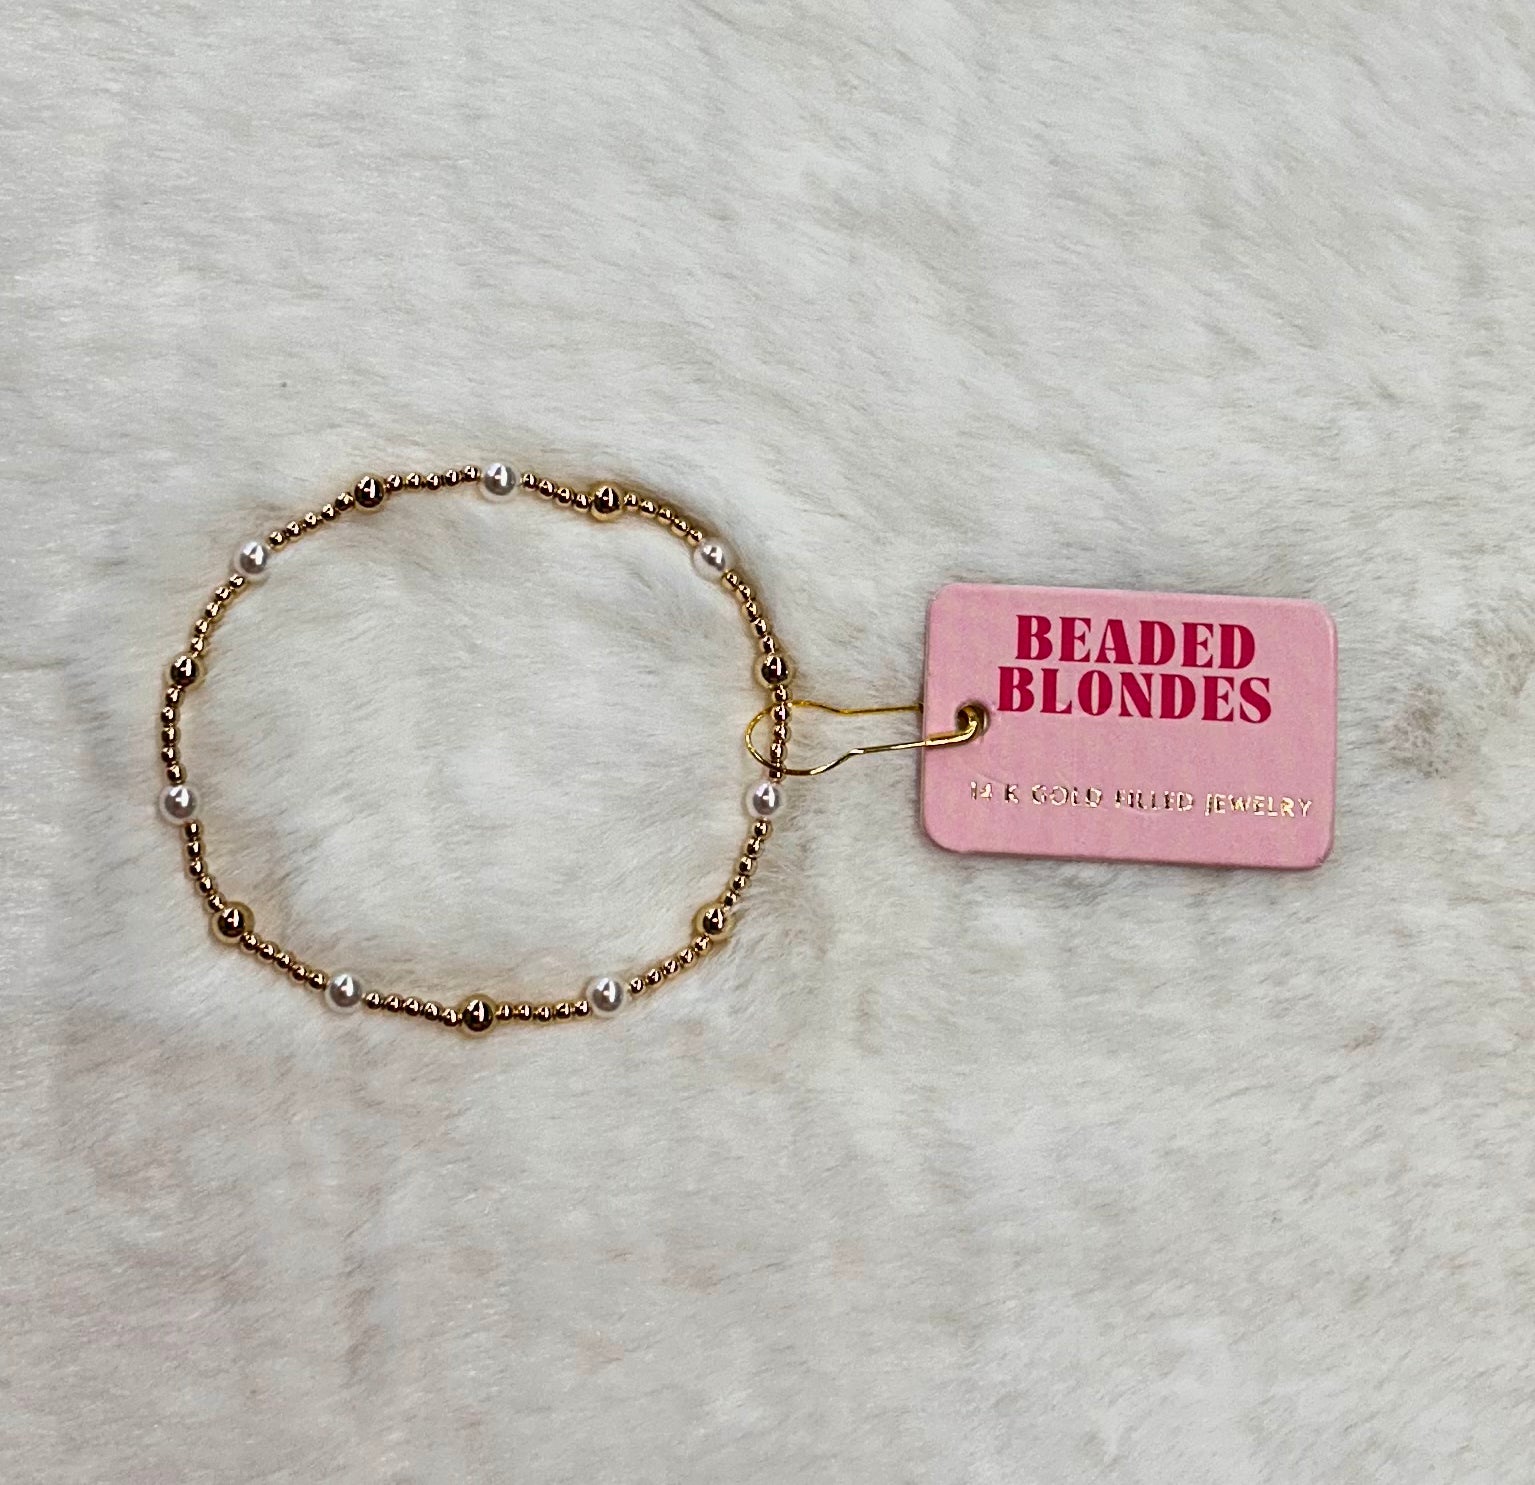 BEADED
BLONDES
14 K GOLD FILLED JEWELRY